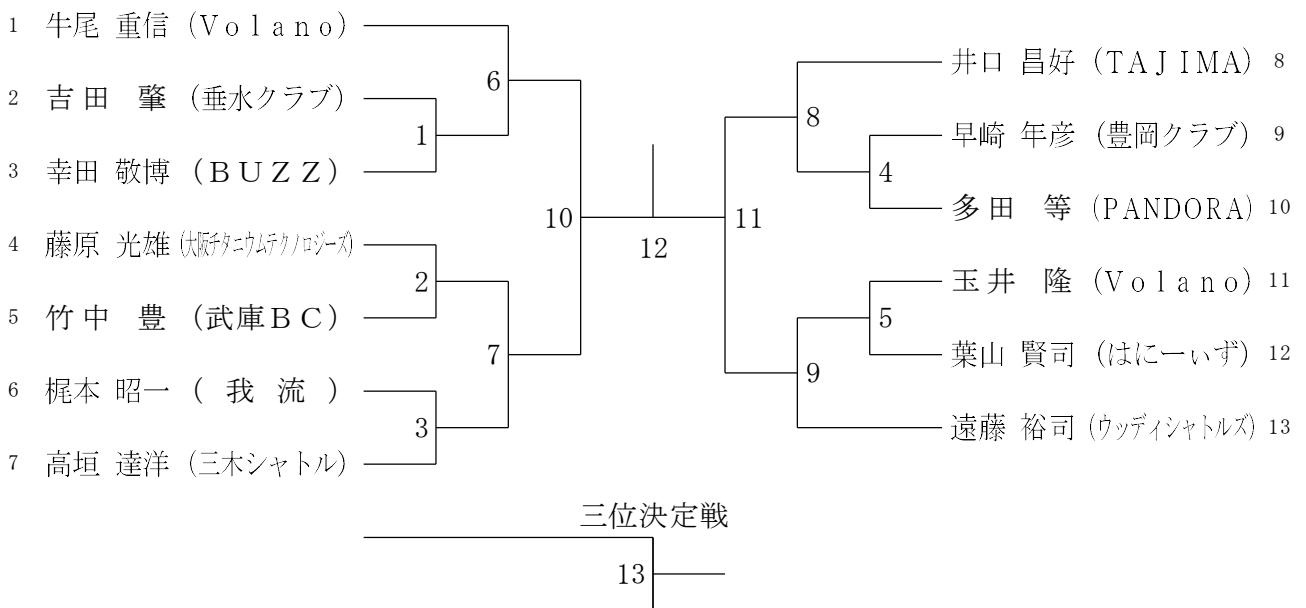 1 牛尾 重信 (Volano)
2 吉田 肇 (垂水クラブ)
3 幸田 敬博 (BUZZ)
4 藤原 光雄 (大阪チタニウムテクノロジーズ)
5 竹中 豊 (武庫BC)
6 梶本 昭一 (我流)
7 高垣 達洋 (三木シャトル)
6
1
10
2
7
3
12
11
8
4
5
9
井口 昌好 (TAJIMA) 8
早崎 年彦 (豊岡クラブ) 9
多田 等 (PANDORA) 10
玉井 隆 (Volano) 11
葉山 賢司 (はにーぃず) 12
遠藤 裕司 (ウッディシャトルズ) 13
三位決定戦
13